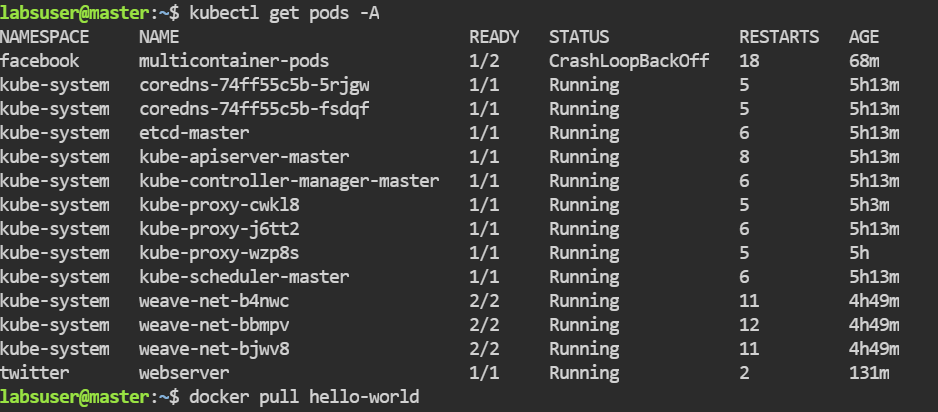 labsuser@master:~$ kubectl get pods -A
NAMESPACE     NAME                             READY   STATUS             RESTARTS   AGE
facebook      multicontainer-pods              1/2     CrashLoopBackOff   18         68m
kube-system   coredns-74ff55c5b-5rjgw          1/1     Running            5          5h13m
kube-system   coredns-74ff55c5b-fsdqf          1/1     Running            5          5h13m
kube-system   etcd-master                      1/1     Running            6          5h13m
kube-system   kube-apiserver-master            1/1     Running            8          5h13m
kube-system   kube-controller-manager-master   1/1     Running            6          5h13m
kube-system   kube-proxy-cwkl8                 1/1     Running            5          5h3m
kube-system   kube-proxy-j6tt2                 1/1     Running            6          5h13m
kube-system   kube-proxy-wzp8s                 1/1     Running            5          5h
kube-system   kube-scheduler-master            1/1     Running            6          5h13m
kube-system   weave-net-b4nwc                  2/2     Running            11         4h49m
kube-system   weave-net-bbmpv                  2/2     Running            12         4h49m
kube-system   weave-net-bjwv8                  2/2     Running            11         4h49m
twitter       webserver                        1/1     Running            2          131m
labsuser@master:~$ docker pull hello-world